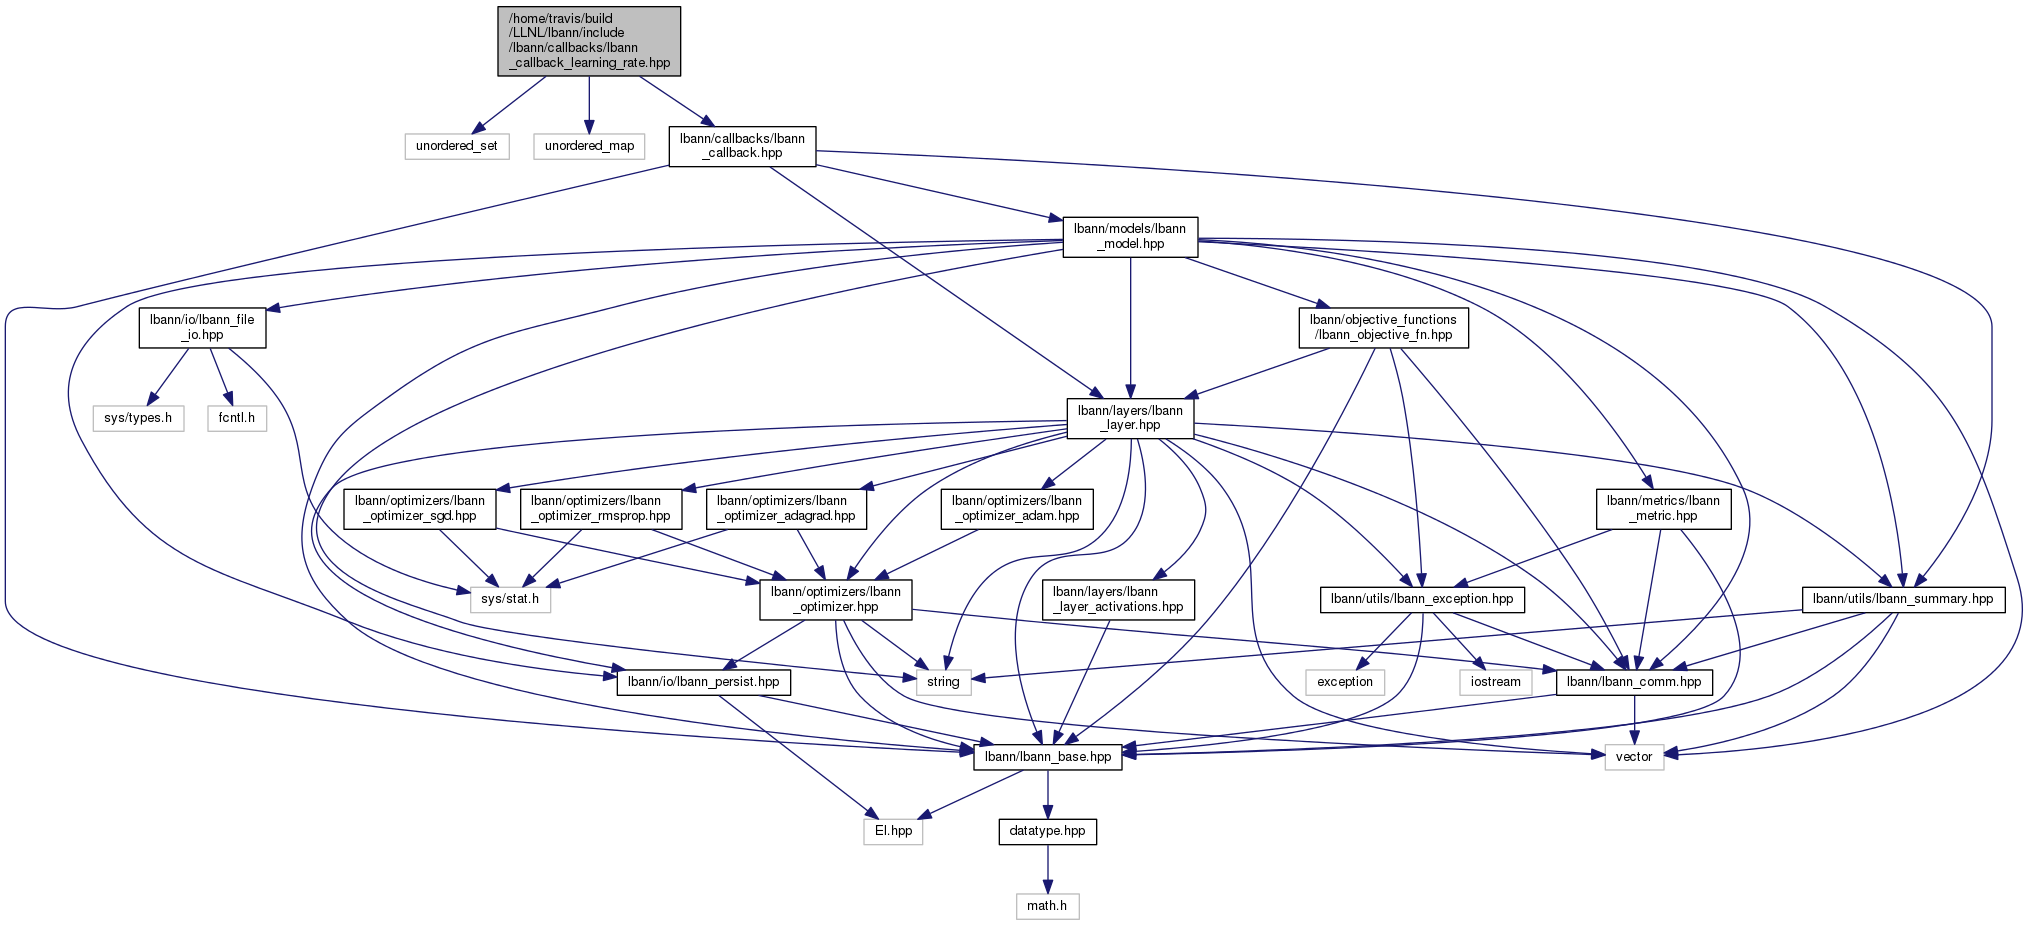 /home/travis/build
/LLNL/lbann/include
/lbann/callbacks/lbann
_callback_learning_rate.hpp
unordered_set
unordered_map
lbann/callbacks/lbann
_callback.hpp
lbann/models/lbann
_model.hpp
lbann/io/lbann_file
_io.hpp
lbann/objective_functions
/lbann_objective_fn.hpp
sys/types.h
fcntl.h
lbann/layers/lbann
_layer.hpp
lbann/optimizers/lbann
_optimizer_sgd.hpp
lbann/optimizers/lbann
_optimizer_rmsprop.hpp
lbann/optimizers/lbann
_optimizer_adagrad.hpp
lbann/optimizers/lbann
_optimizer_adam.hpp
lbann/metrics/lbann
_metric.hpp
sys/stat.h
lbann/optimizers/lbann
_optimizer.hpp
lbann/layers/lbann
_layer_activations.hpp
lbann/utils/lbann_exception.hpp
lbann/utils/lbann_summary.hpp
lbann/io/lbann_persist.hpp
string
exception
iostream
lbann/lbann_comm.hpp
lbann/lbann_base.hpp
vector
El.hpp
datatype.hpp
math.h